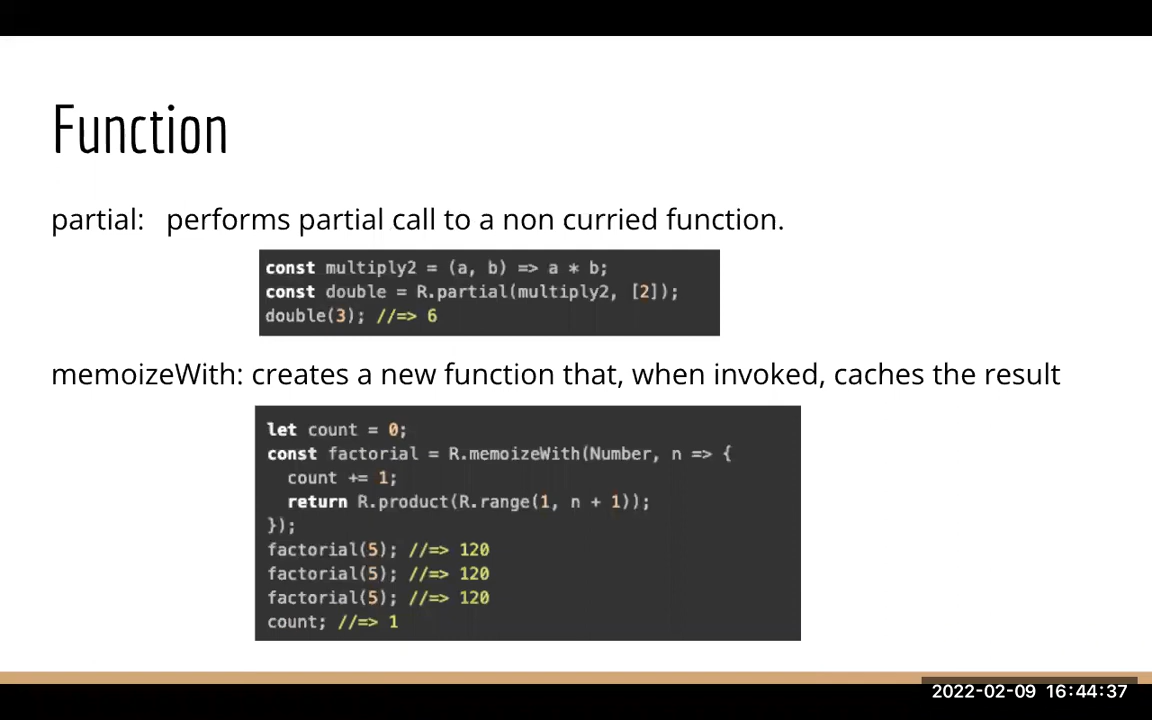 Function
partial: performs partial call to a non curried function.
const multiply2 = (a, b) => a * b;
const double = R.partial(multiply2, [2]);
double(3); //=> 6
memoizeWith: creates a new function that, when invoked, caches the result
let count = 0;
const factorial = R.memoizeWith(Number, n => {
  count += 1;
  return R.product(R.range(1, n + 1));
});
factorial(5); //=> 120
factorial(5); //=> 120
factorial(5); //=> 120
count; //=> 1
2022-02-09 16:44:37